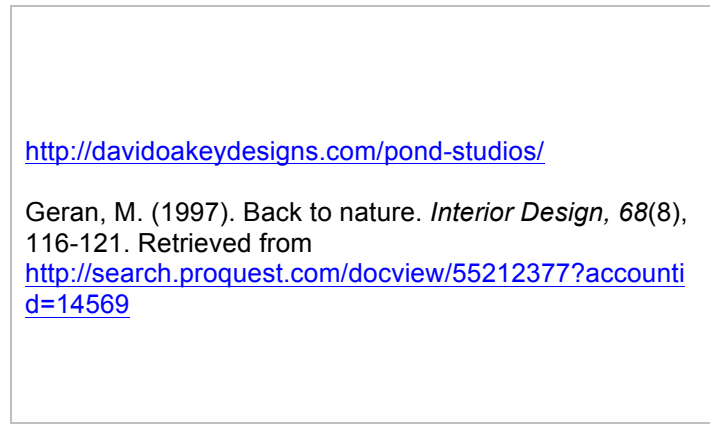 http://davidoakeydesigns.com/pond-studios/
Geran, M. (1997). Back to nature. Interior Design, 68(8),
116-121. Retrieved from
http://search.proquest.com/docview/55212377?accounti
d=14569